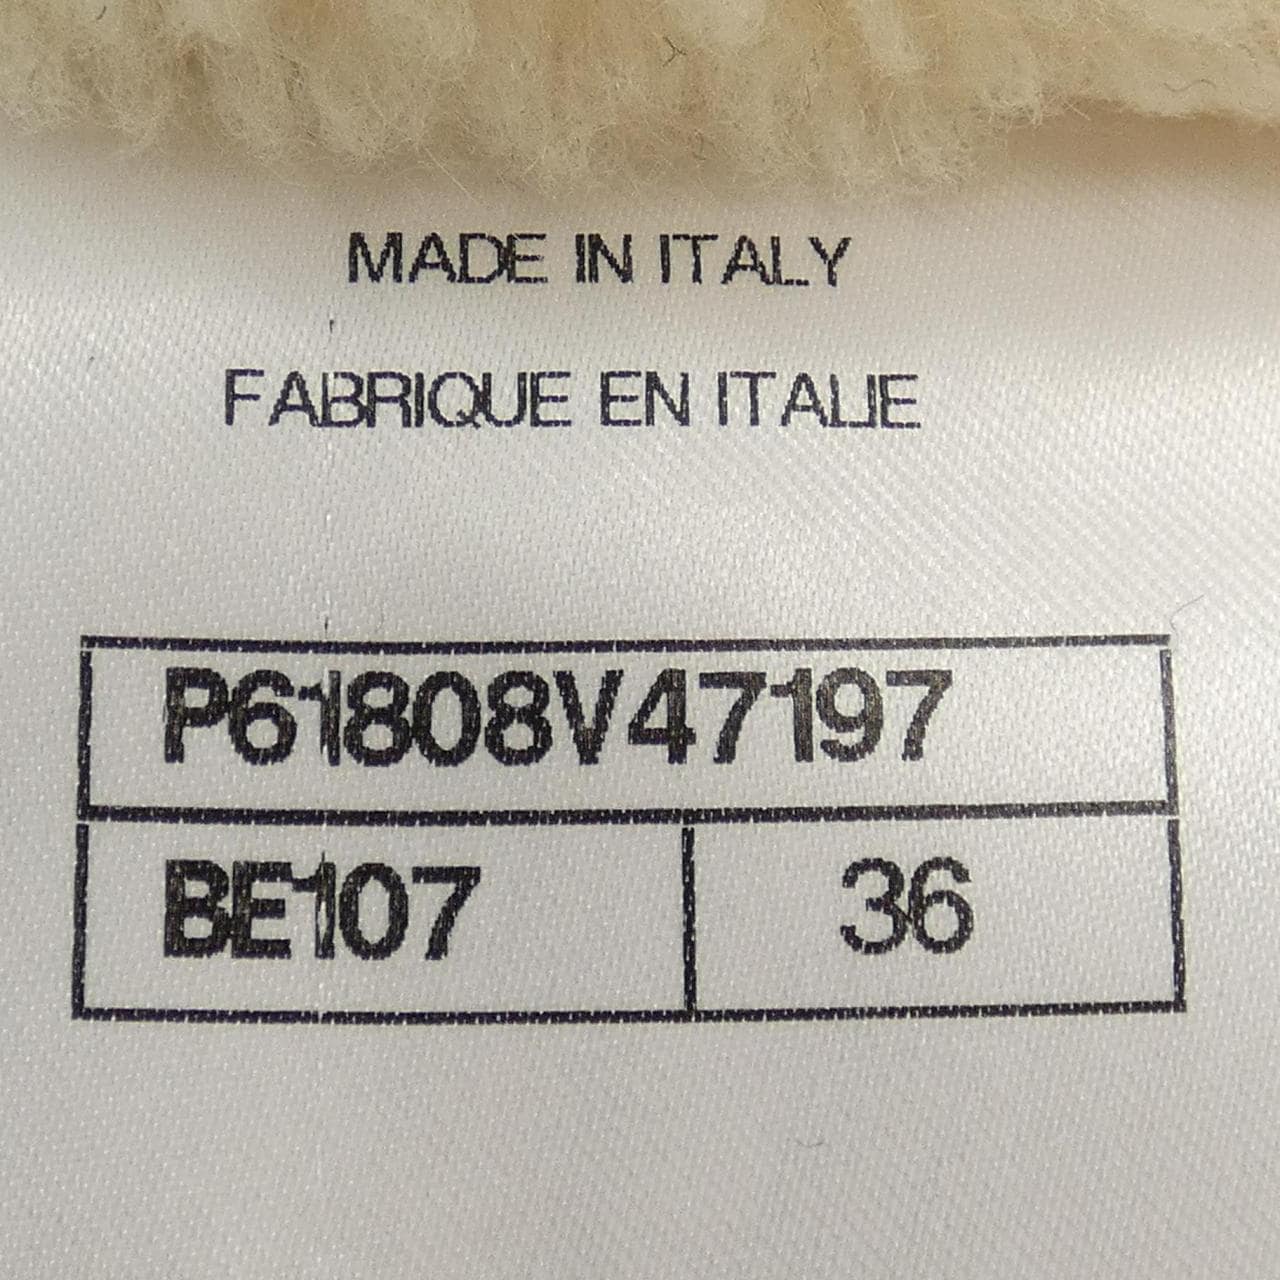 MADE IN ITALY
FABRIQUE EN ITALIE
P61808V47197
BE107 36